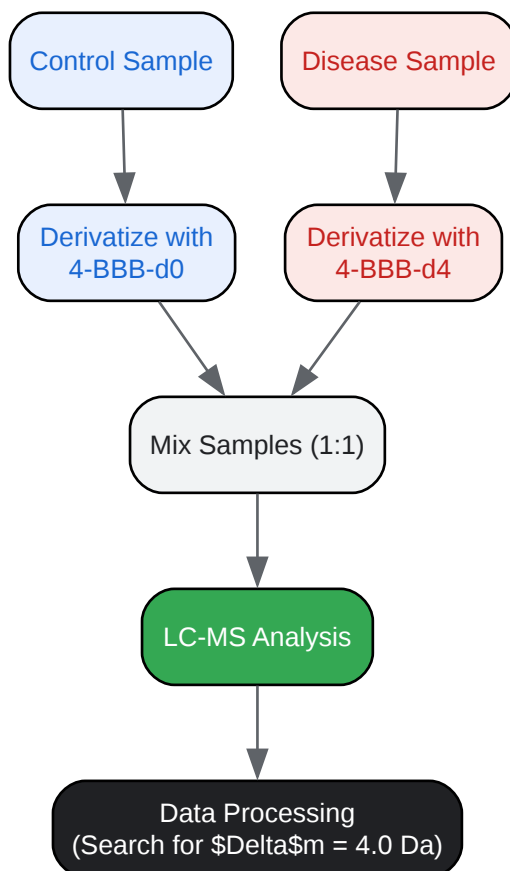 Control Sample
Disease Sample
Derivatize with
4-BBB-d0
Derivatize with
4-BBB-d4
Mix Samples (1:1)
LC-MS Analysis
Data Processing
(Search for $Delta$m = 4.0 Da)